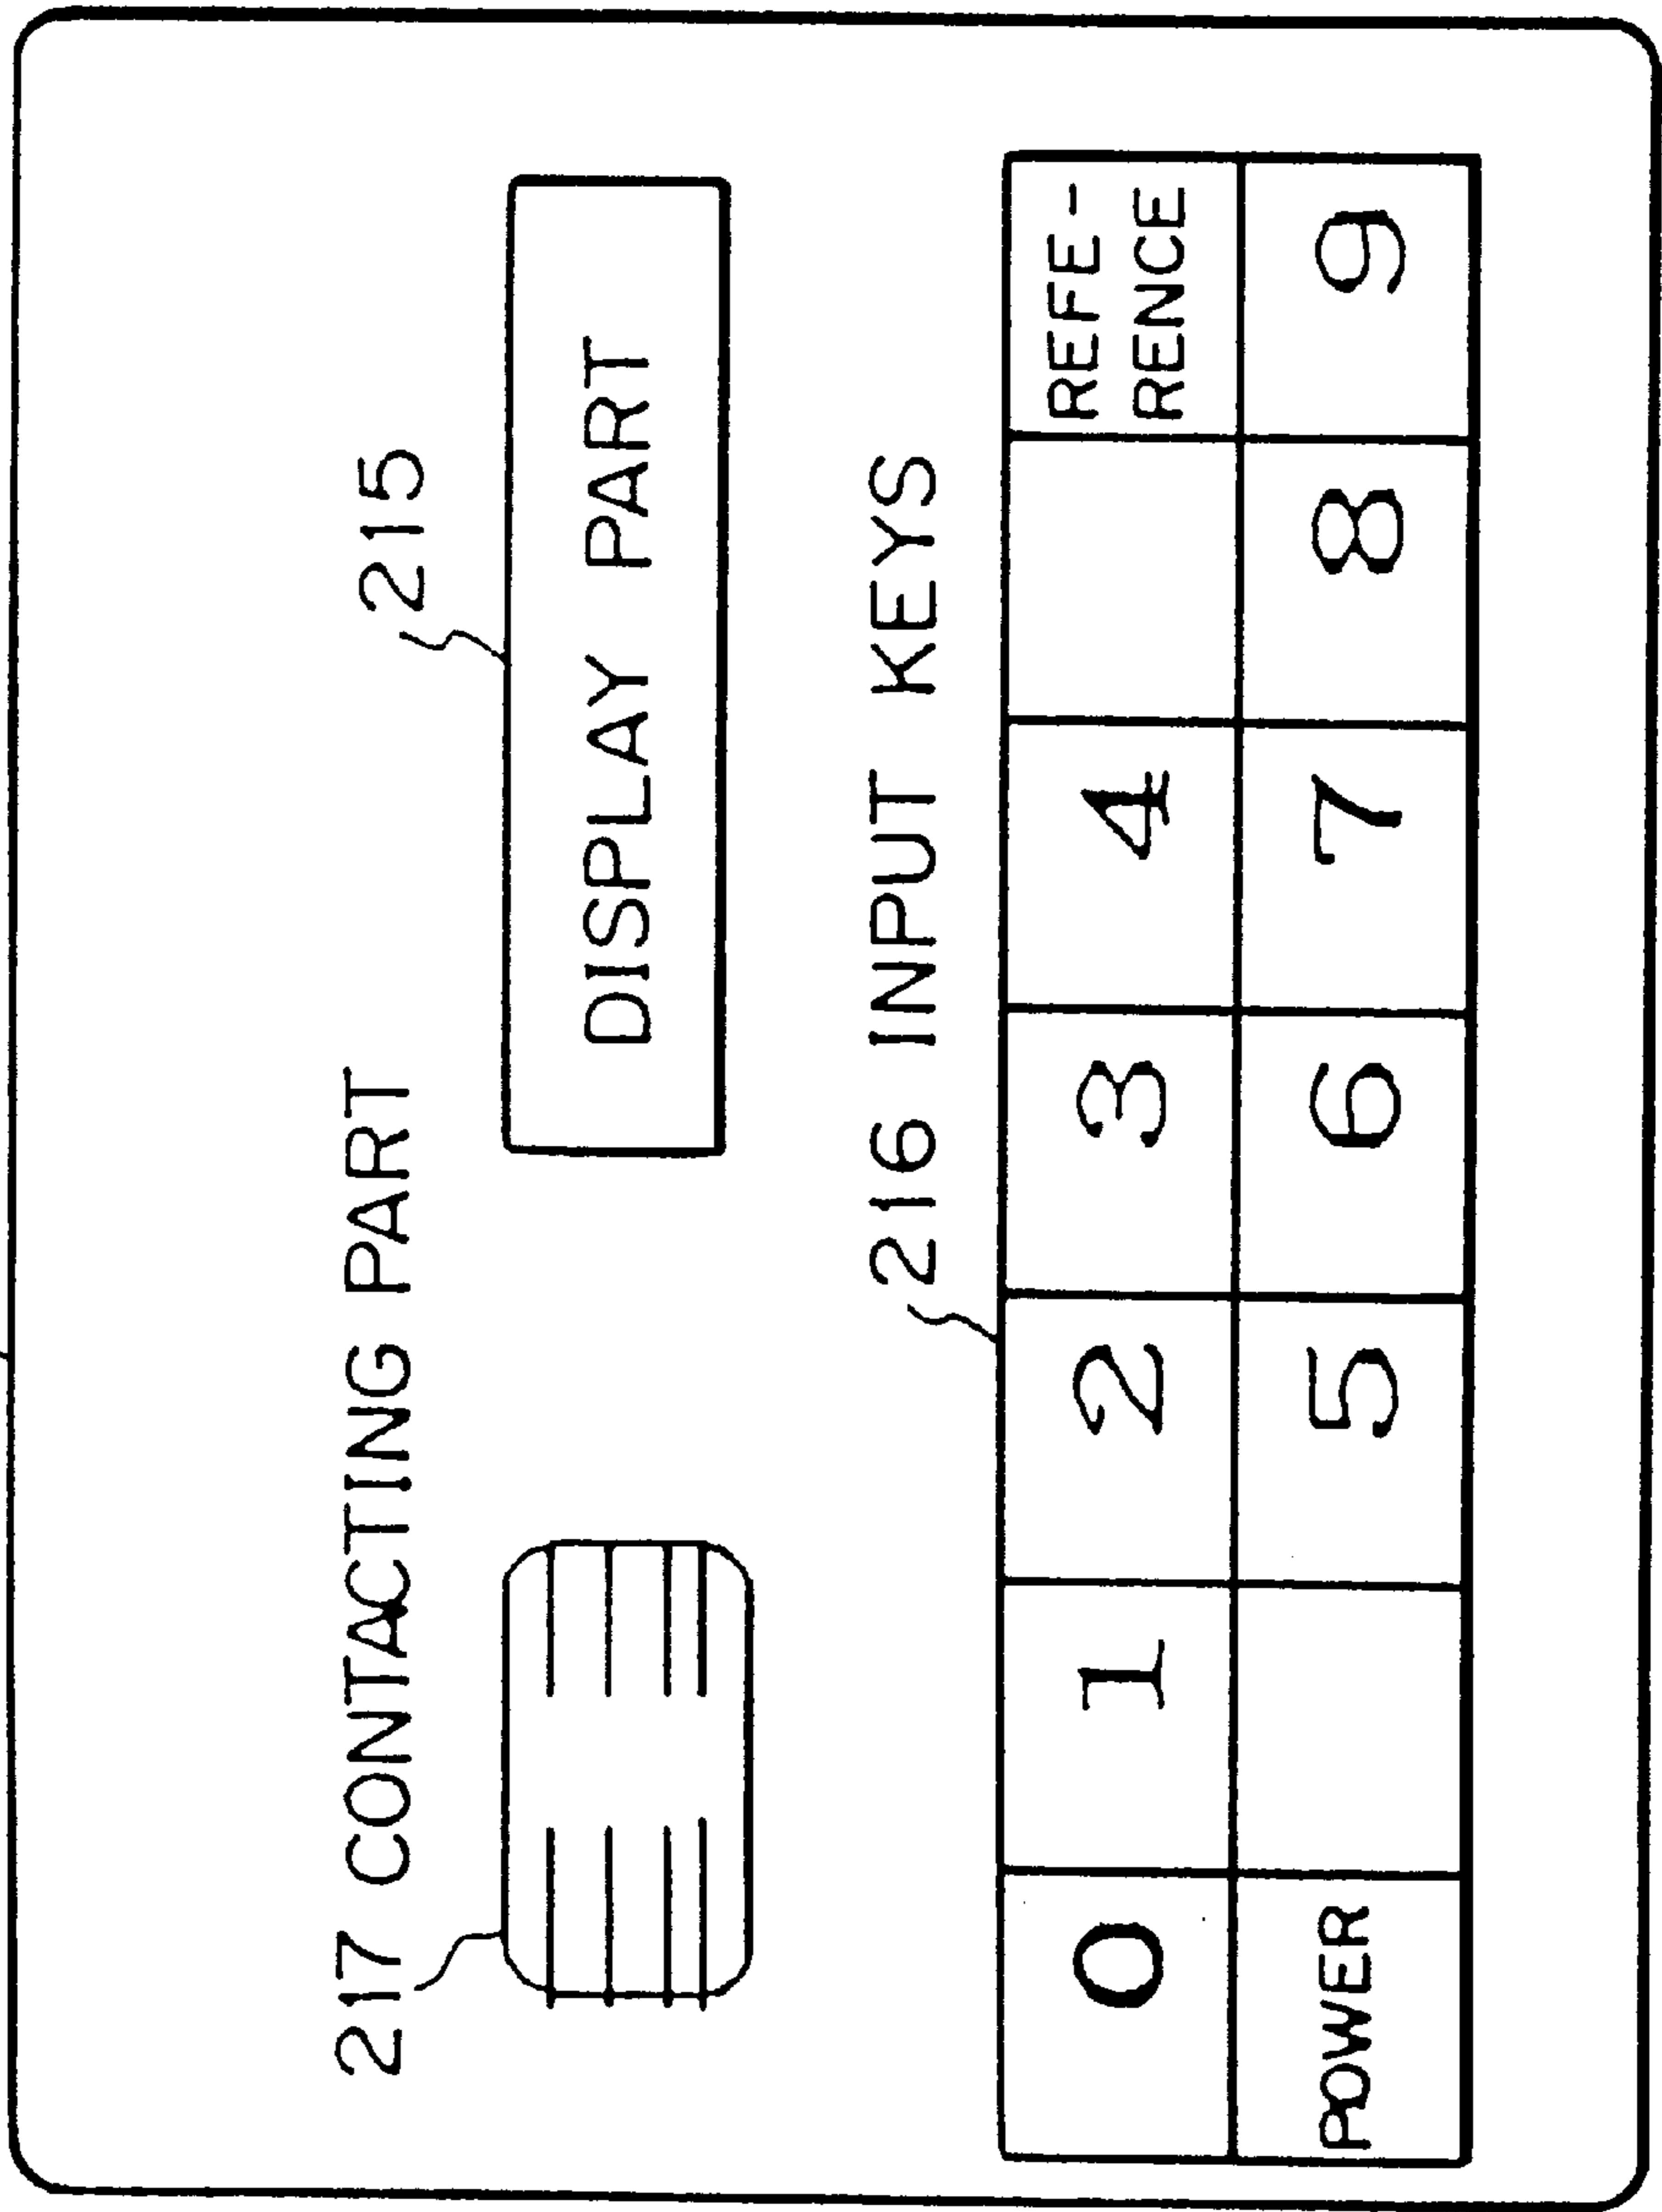 217 CONTACTING PART
215
DISPLAY PART
216 INPUT KEYS
0 1 2 3 4 REFE-
RENCE
POWER 5 6 7 8 9